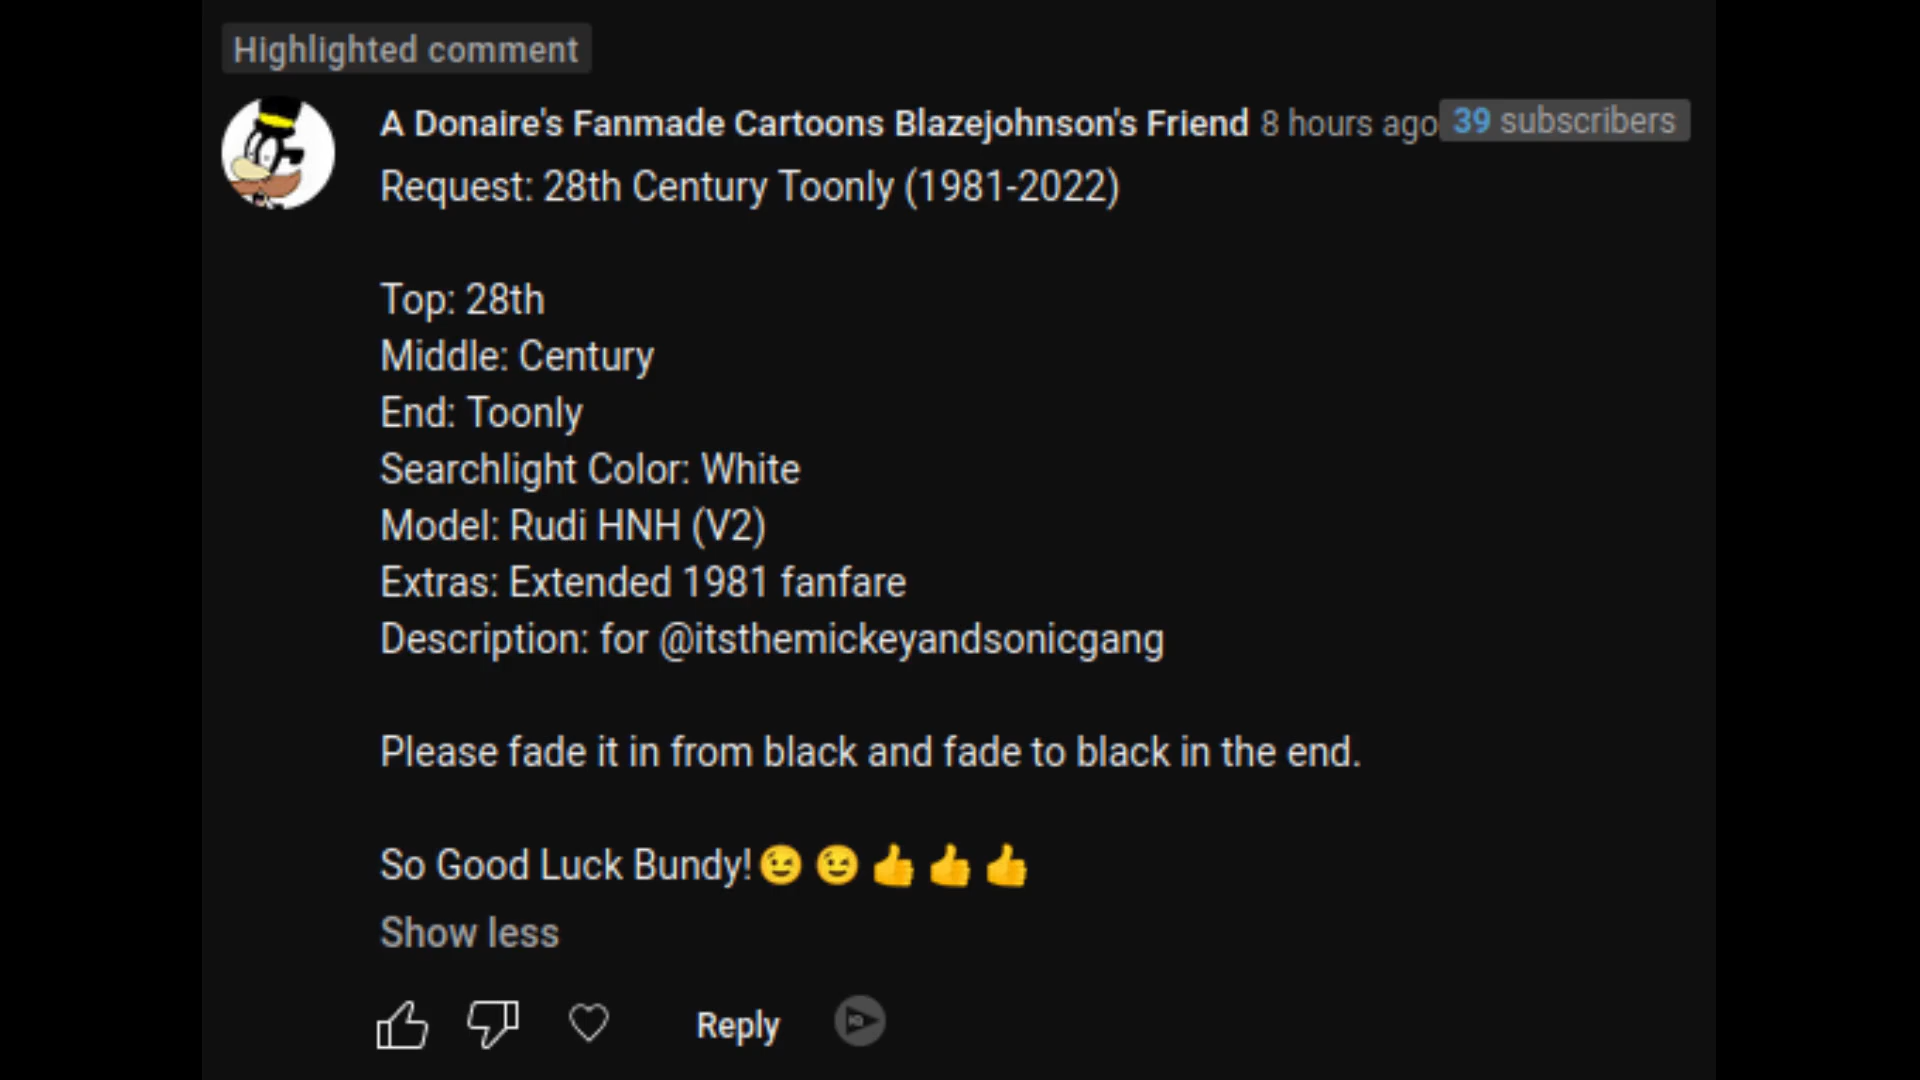 Highlighted comment
A Donaire's Fanmade Cartoons Blazejohnson's Friend 8 hours ago 39 subscribers
Request: 28th Century Toonly (1981-2022)
Top: 28th
Middle: Century
End: Toonly
Searchlight Color: White
Model: Rudi HNH (V2)
Extras: Extended 1981 fanfare
Description: for @itsthemickeyandsonicgang
Please fade it in from black and fade to black in the end.
So Good Luck Bundy!😉😉👍👍👍
Show less
Reply